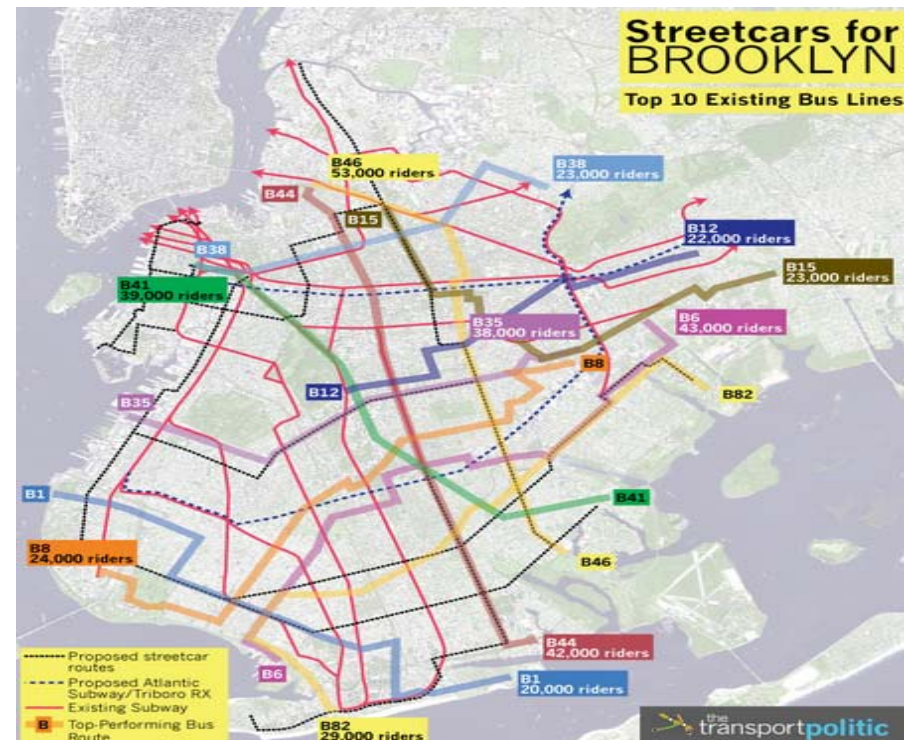 Streetcars for
BROOKLYN
Top 10 Existing Bus Lines
B46
53,000 riders
B38
23,000 riders
B44
B15
B12
22,000 riders
B38
B15
23,000 riders
B41
39,000 riders
B35
38,000 riders
B6
43,000 riders
B8
B12
B82
B35
B1
B41
B8
24,000 riders
B46
B44
42,000 riders
B6
B1
20,000 riders
B82
29,000 riders
Proposed streetcar
routes
Proposed Atlantic
Subway/Triboro RX
Existing Subway
B Top-Performing Bus
Route
the
transportpolitic